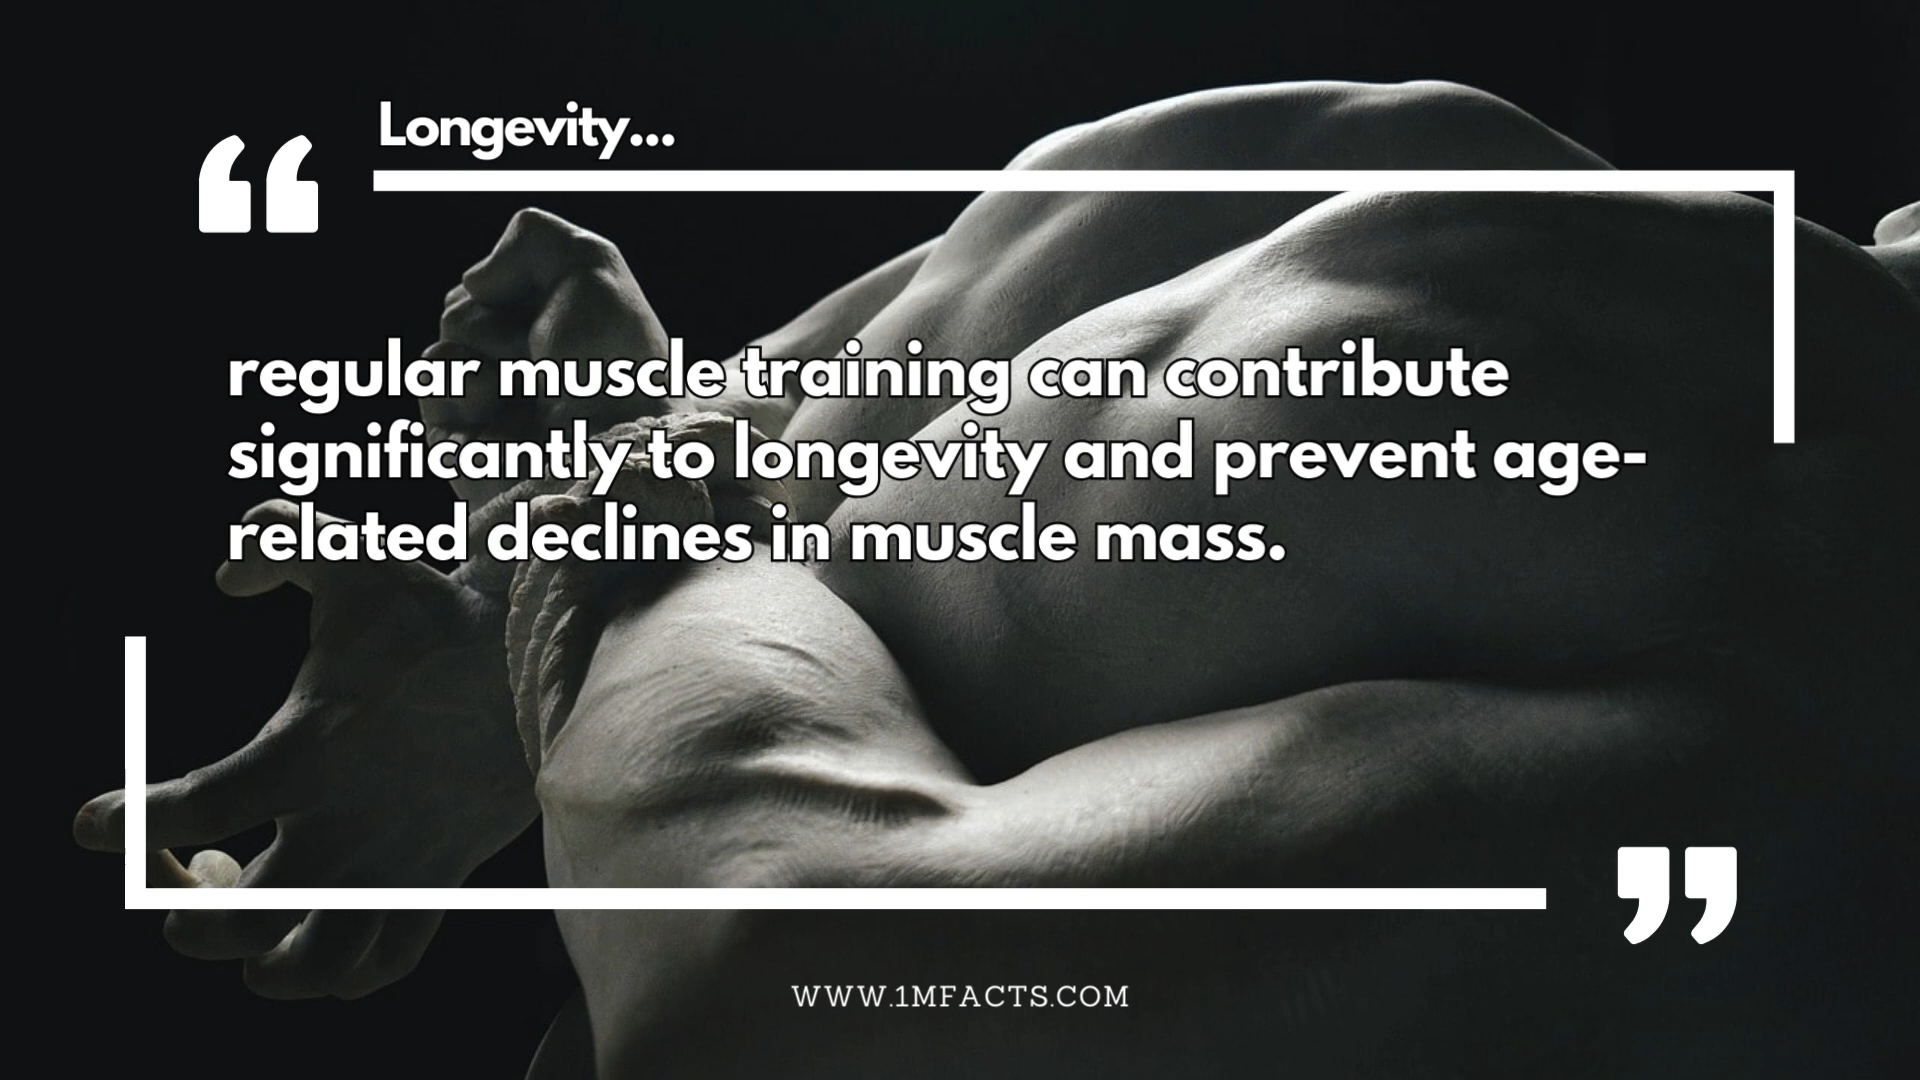 Longevity...
“
regular muscle training can contribute
significantly to longevity and prevent age-
related declines in muscle mass.
”
WWW.1MFACTS.COM